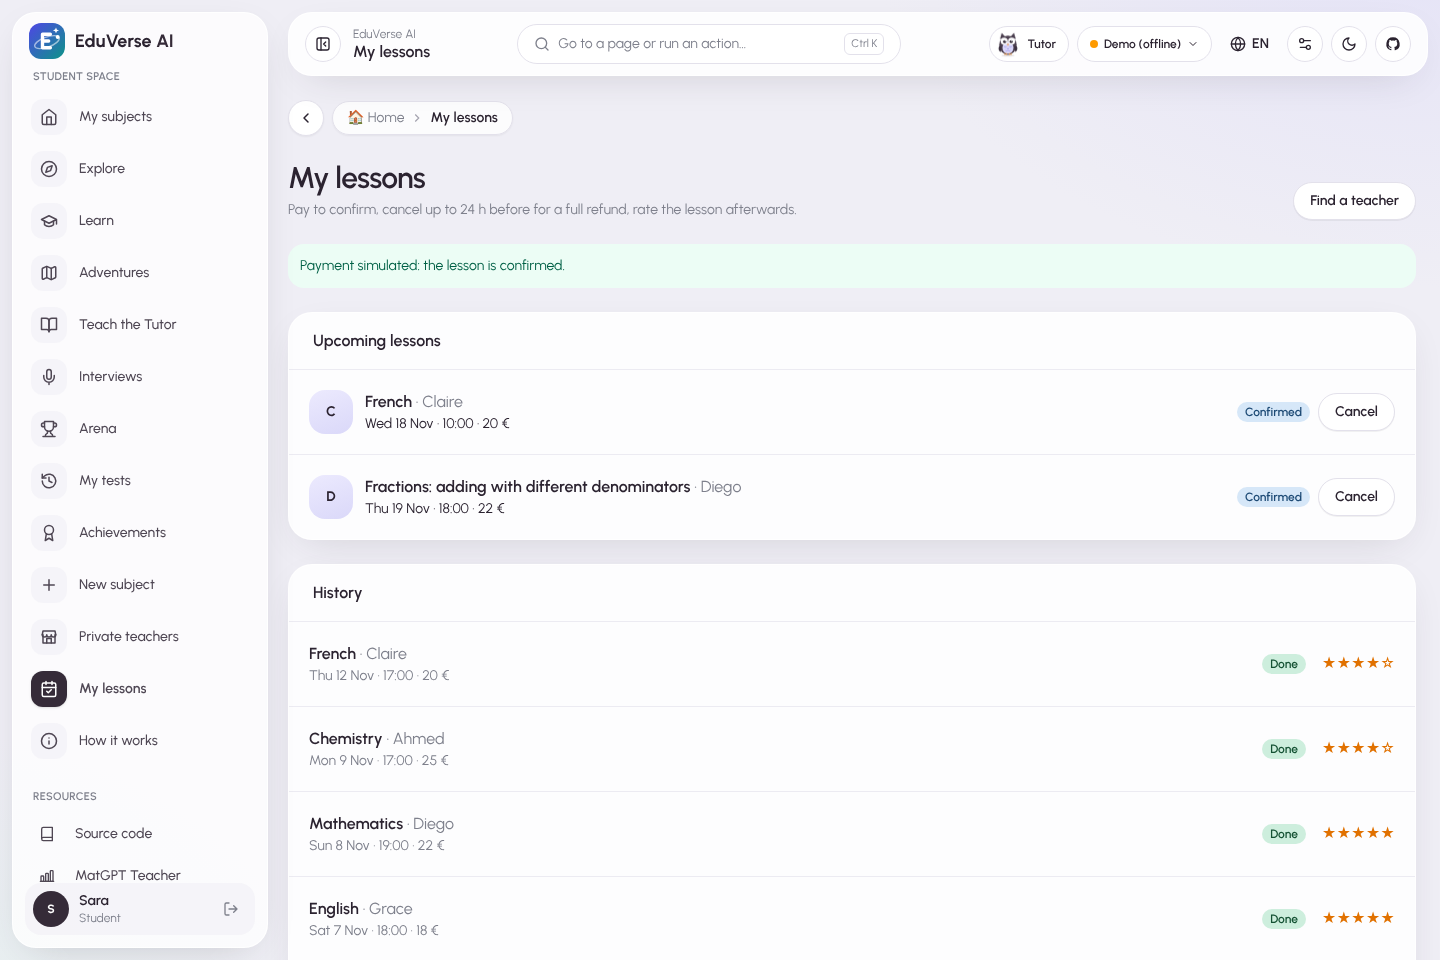 EduVerse AI
STUDENT SPACE
My subjects
Explore
Learn
Adventures
Teach the Tutor
Interviews
Arena
My tests
Achievements
New subject
Private teachers
My lessons
How it works
RESOURCES
Source code
MatGPT Teacher
S
Sara
Student
EduVerse AI
My lessons
Go to a page or run an action...
Ctrl K
Tutor
Demo (offline)
EN
Home
My lessons
My lessons
Pay to confirm, cancel up to 24 h before for a full refund, rate the lesson afterwards.
Find a teacher
Payment simulated: the lesson is confirmed.
Upcoming lessons
C
French · Claire
Wed 18 Nov · 10:00 · 20 €
Confirmed
Cancel
D
Fractions: adding with different denominators · Diego
Thu 19 Nov · 18:00 · 22 €
Confirmed
Cancel
History
French · Claire
Thu 12 Nov · 17:00 · 20 €
Done
★★★★☆
Chemistry · Ahmed
Mon 9 Nov · 17:00 · 25 €
Done
★★★★☆
Mathematics · Diego
Sun 8 Nov · 19:00 · 22 €
Done
★★★★★
English · Grace
Sat 7 Nov · 18:00 · 18 €
Done
★★★★★